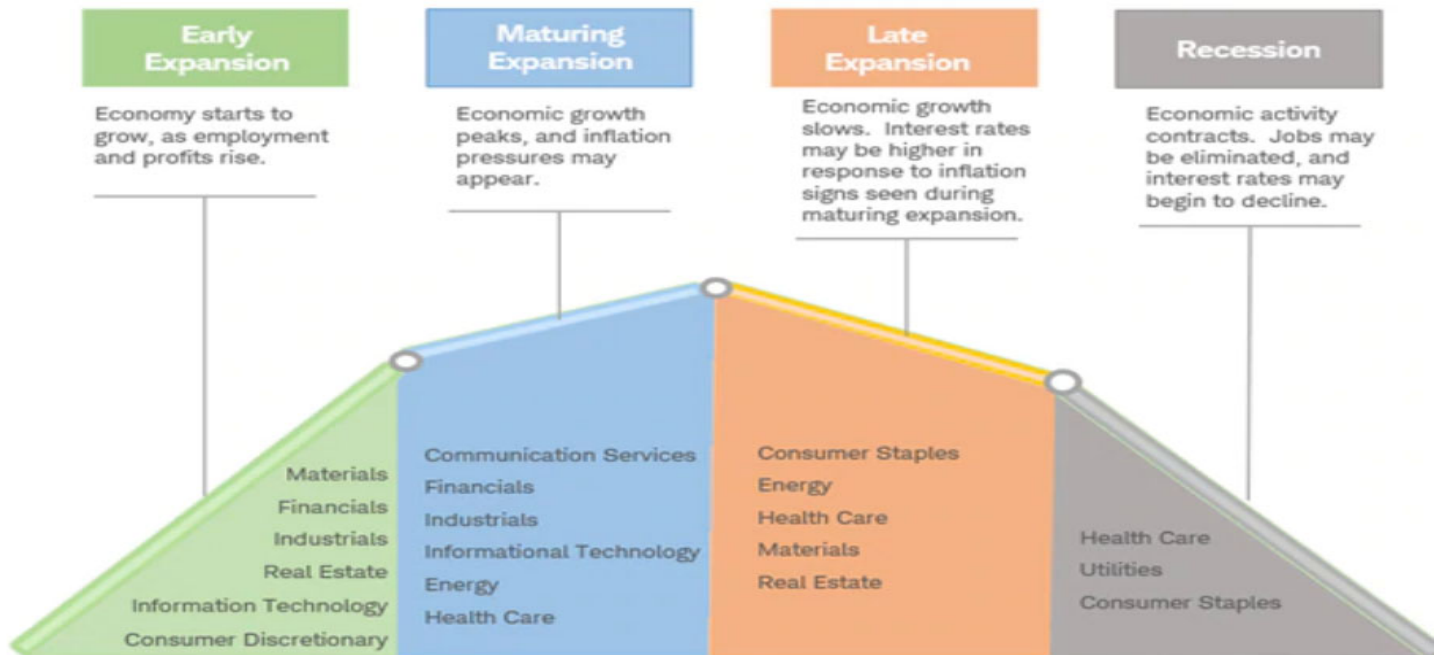 Early
Expansion
Economy starts to
grow, as employment
and profits rise.
Maturing
Expansion
Economic growth
peaks, and inflation
pressures may
appear.
Late
Expansion
Economic growth
slows. Interest rates
may be higher in
response to inflation
signs seen during
maturing expansion.
Recession
Economic activity
contracts. Jobs may
be eliminated, and
interest rates may
begin to decline.
Materials
Financials
Industrials
Real Estate
Information Technology
Consumer Discretionary
Communication Services
Financials
Industrials
Informational Technology
Energy
Health Care
Consumer Staples
Energy
Health Care
Materials
Real Estate
Health Care
Utilities
Consumer Staples